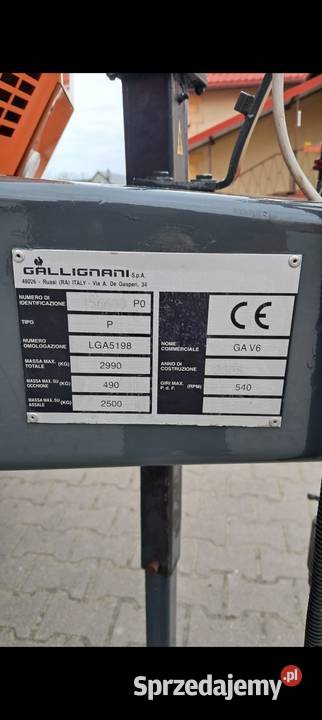 GALLIGNANI S.p.A.
48026 - Russi (RA) ITALY - Via A. De Gasperi, 34
NUMERO DI IDENTIFICAZIONE P0
TIPO P
NUMERO OMOLOGAZIONE LGA5198
MASSA MAX. TOTALE (KG) 2990
MASSA MAX. SU OCCHIONE (KG) 490
MASSA MAX. SU ASSALE (KG) 2500
CE
NOME COMMERCIALE GA V6
ANNO DI COSTRUZIONE
GIRI MAX. P.d.F. (RPM) 540
Sprzedajemy.pl